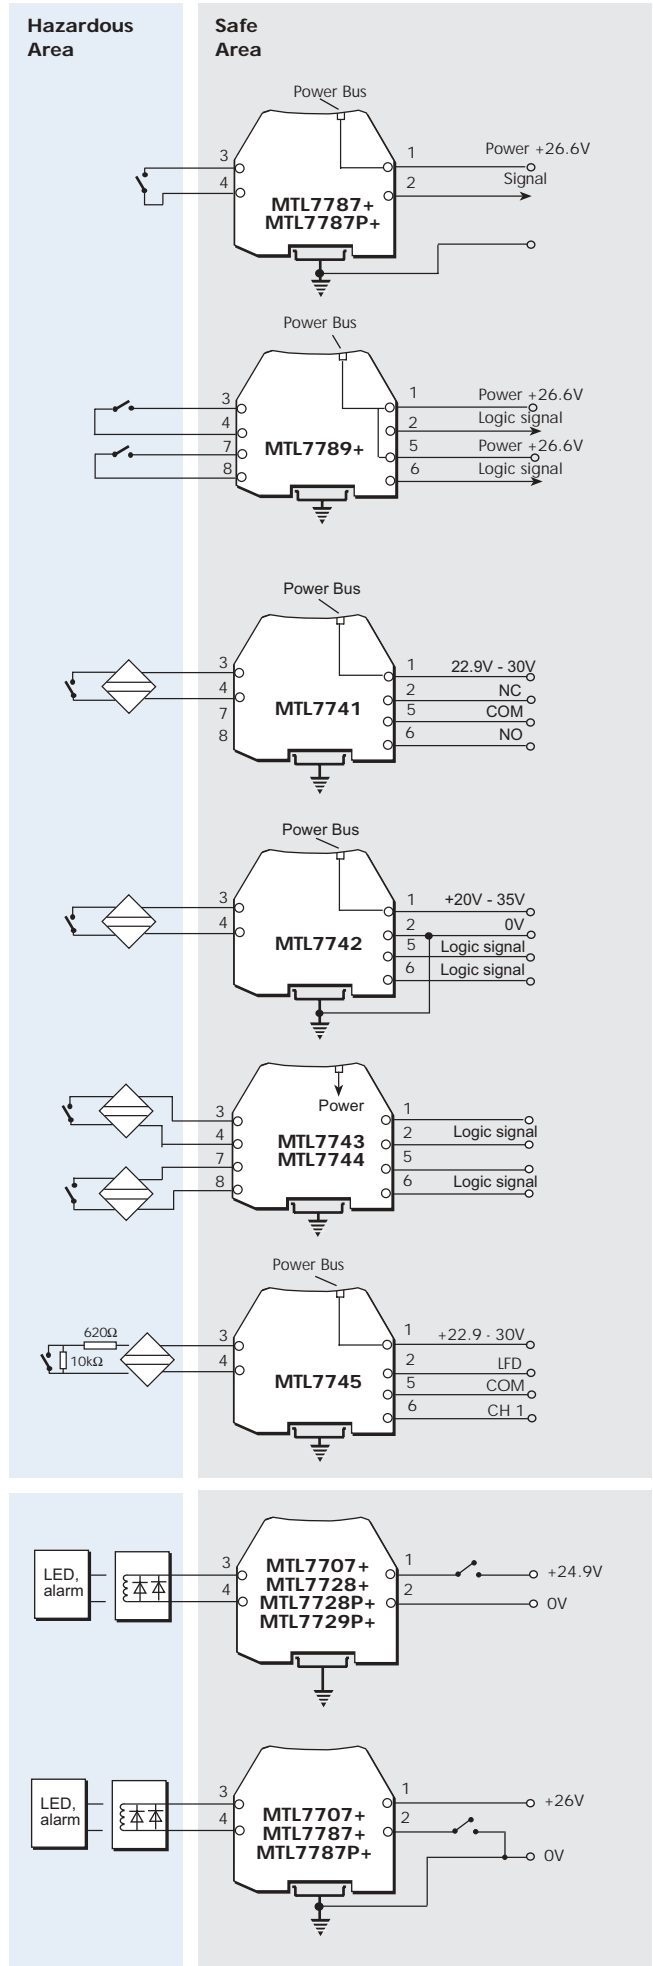 Hazardous
Area
Safe
Area
Power Bus
3
4
1
2
Power +26.6V
Signal
MTL7787+
MTL7787P+
Power Bus
3
4
7
8
1
2
5
6
Power +26.6V
Logic signal
Power +26.6V
Logic signal
MTL7789+
Power Bus
3
4
7
8
1
2
5
6
22.9V - 30V
NC
COM
NO
MTL7741
Power Bus
3
4
1
2
5
6
+20V - 35V
0V
Logic signal
Logic signal
MTL7742
Power
3
4
7
8
1
2
5
6
Logic signal
Logic signal
MTL7743
MTL7744
Power Bus
620Ω
10kΩ
3
4
1
2
5
6
+22.9 - 30V
LFD
COM
CH 1
MTL7745
LED,
alarm
3
4
1
2
+24.9V
0V
MTL7707+
MTL7728+
MTL7728P+
MTL7729P+
LED,
alarm
3
4
1
2
+26V
0V
MTL7707+
MTL7787+
MTL7787P+